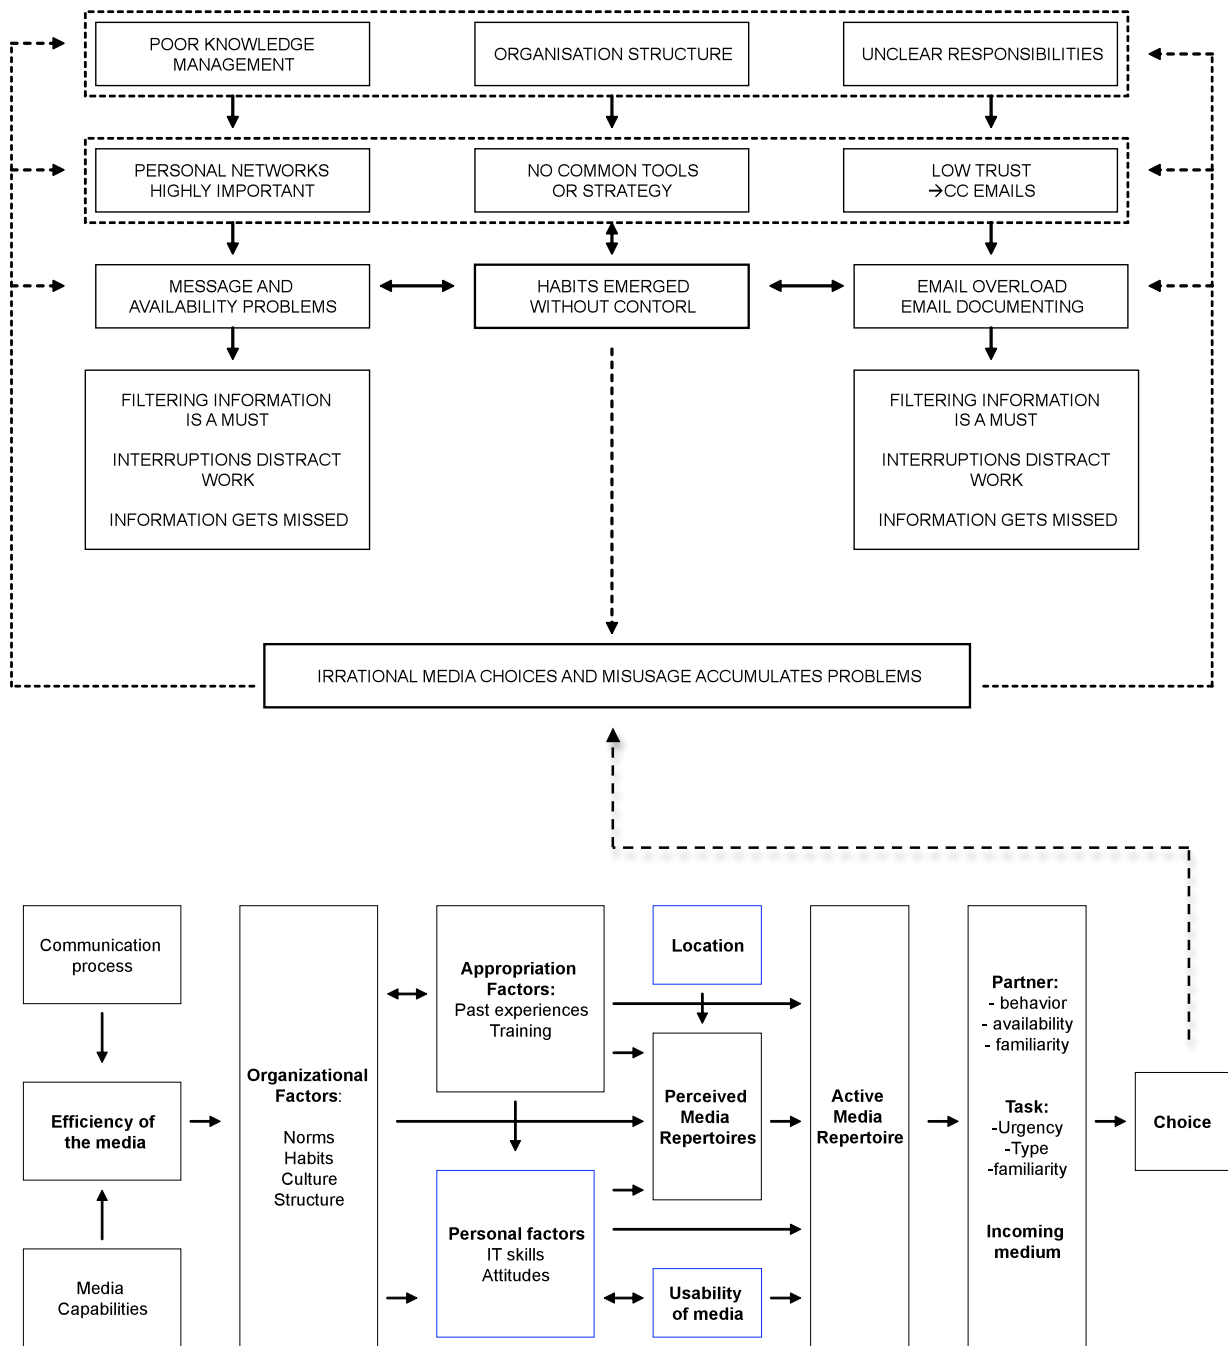 POOR KNOWLEDGE
MANAGEMENT
ORGANISATION STRUCTURE
UNCLEAR RESPONSIBILITIES
PERSONAL NETWORKS
HIGHLY IMPORTANT
NO COMMON TOOLS
OR STRATEGY
LOW TRUST
→CC EMAILS
MESSAGE AND
AVAILABILITY PROBLEMS
HABITS EMERGED
WITHOUT CONTORL
EMAIL OVERLOAD
EMAIL DOCUMENTING
FILTERING INFORMATION
IS A MUST
INTERRUPTIONS DISTRACT
WORK
INFORMATION GETS MISSED
FILTERING INFORMATION
IS A MUST
INTERRUPTIONS DISTRACT
WORK
INFORMATION GETS MISSED
IRRATIONAL MEDIA CHOICES AND MISUSAGE ACCUMULATES PROBLEMS
Communication
process
Efficiency of
the media
Media
Capabilities
Organizational
Factors:
Norms
Habits
Culture
Structure
Appropriation
Factors:
Past experiences
Training
Personal factors
IT skills
Attitudes
Location
Perceived
Media
Repertoires
Usability
of media
Active
Media
Repertoire
Partner:
- behavior
- availability
- familiarity
Task:
-Urgency
-Type
-familiarity
Incoming
medium
Choice